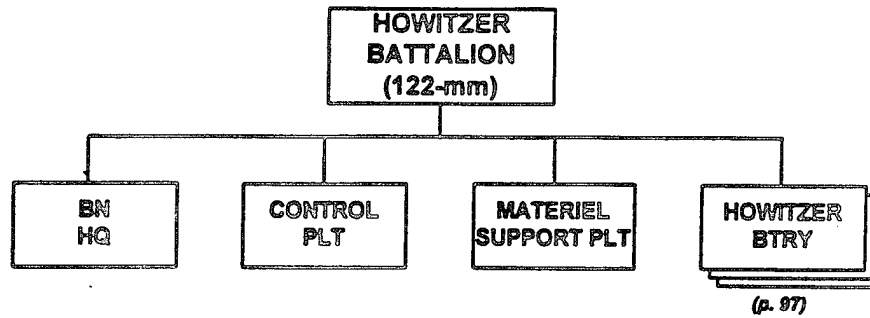 HOWITZER
BATTALION
(122-mm)
BN
HQ
CONTROL
PLT
MATERIEL
SUPPORT PLT
HOWITZER
BTRY
(p. 97)